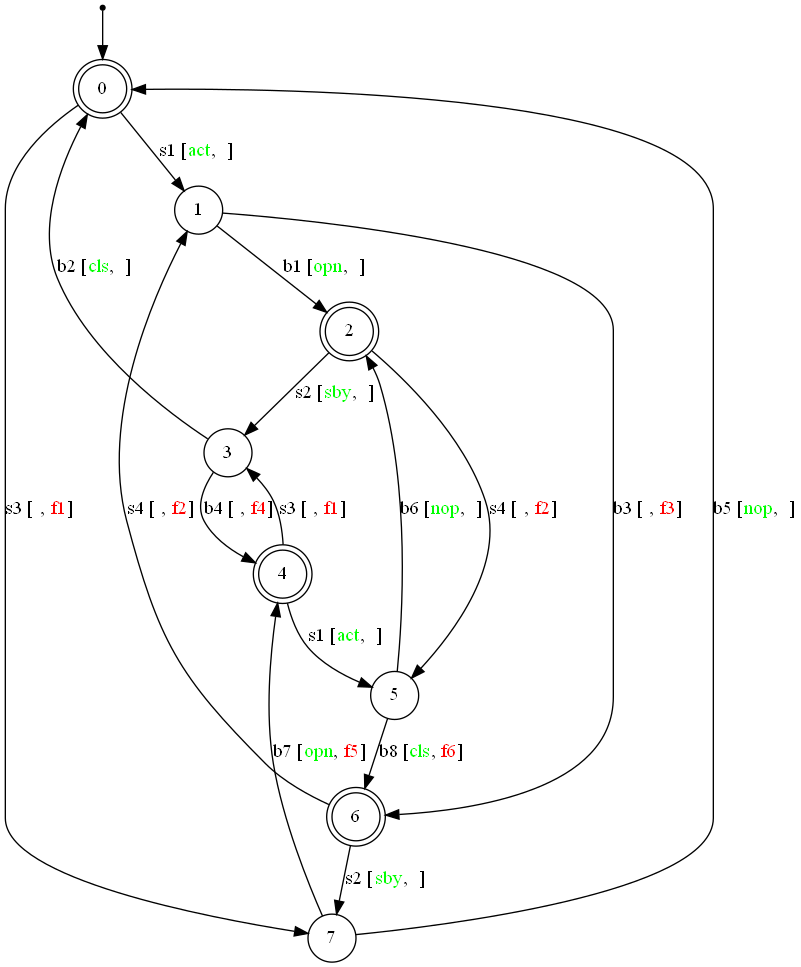 0
s1 [act,  ]
1
b2 [cls,  ]
b1 [opn,  ]
2
s2 [sby,  ]
3
s3 [ , f1]
s4 [ , f2]
b4 [ , f4]
s3 [ , f1]
b6 [nop,  ]
s4 [ , f2]
b3 [ , f3]
b5 [nop,  ]
4
s1 [act,  ]
5
b7 [opn, f5]
b8 [cls, f6]
6
s2 [sby,  ]
7